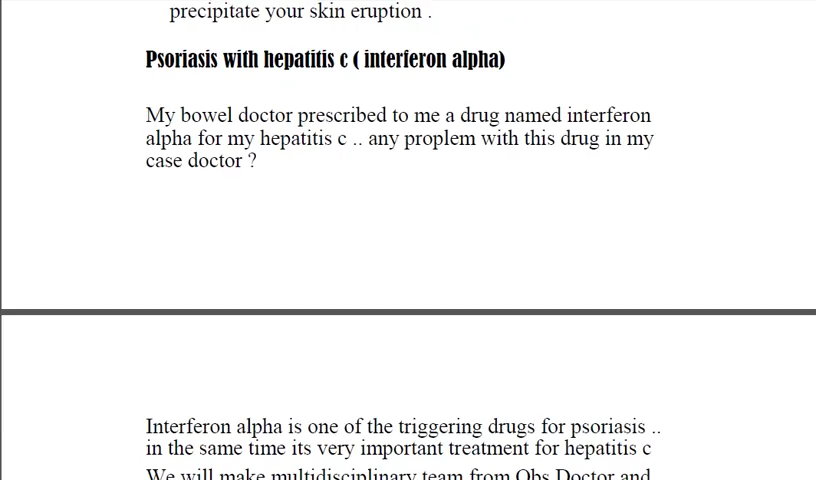 precipitate your skin eruption .
Psoriasis with hepatitis c ( interferon alpha)
My bowel doctor prescribed to me a drug named interferon
alpha for my hepatitis c .. any proplem with this drug in my
case doctor ?
Interferon alpha is one of the triggering drugs for psoriasis ..
in the same time its very important treatment for hepatitis c
We will make multidisciplinary team from Obs Doctor and